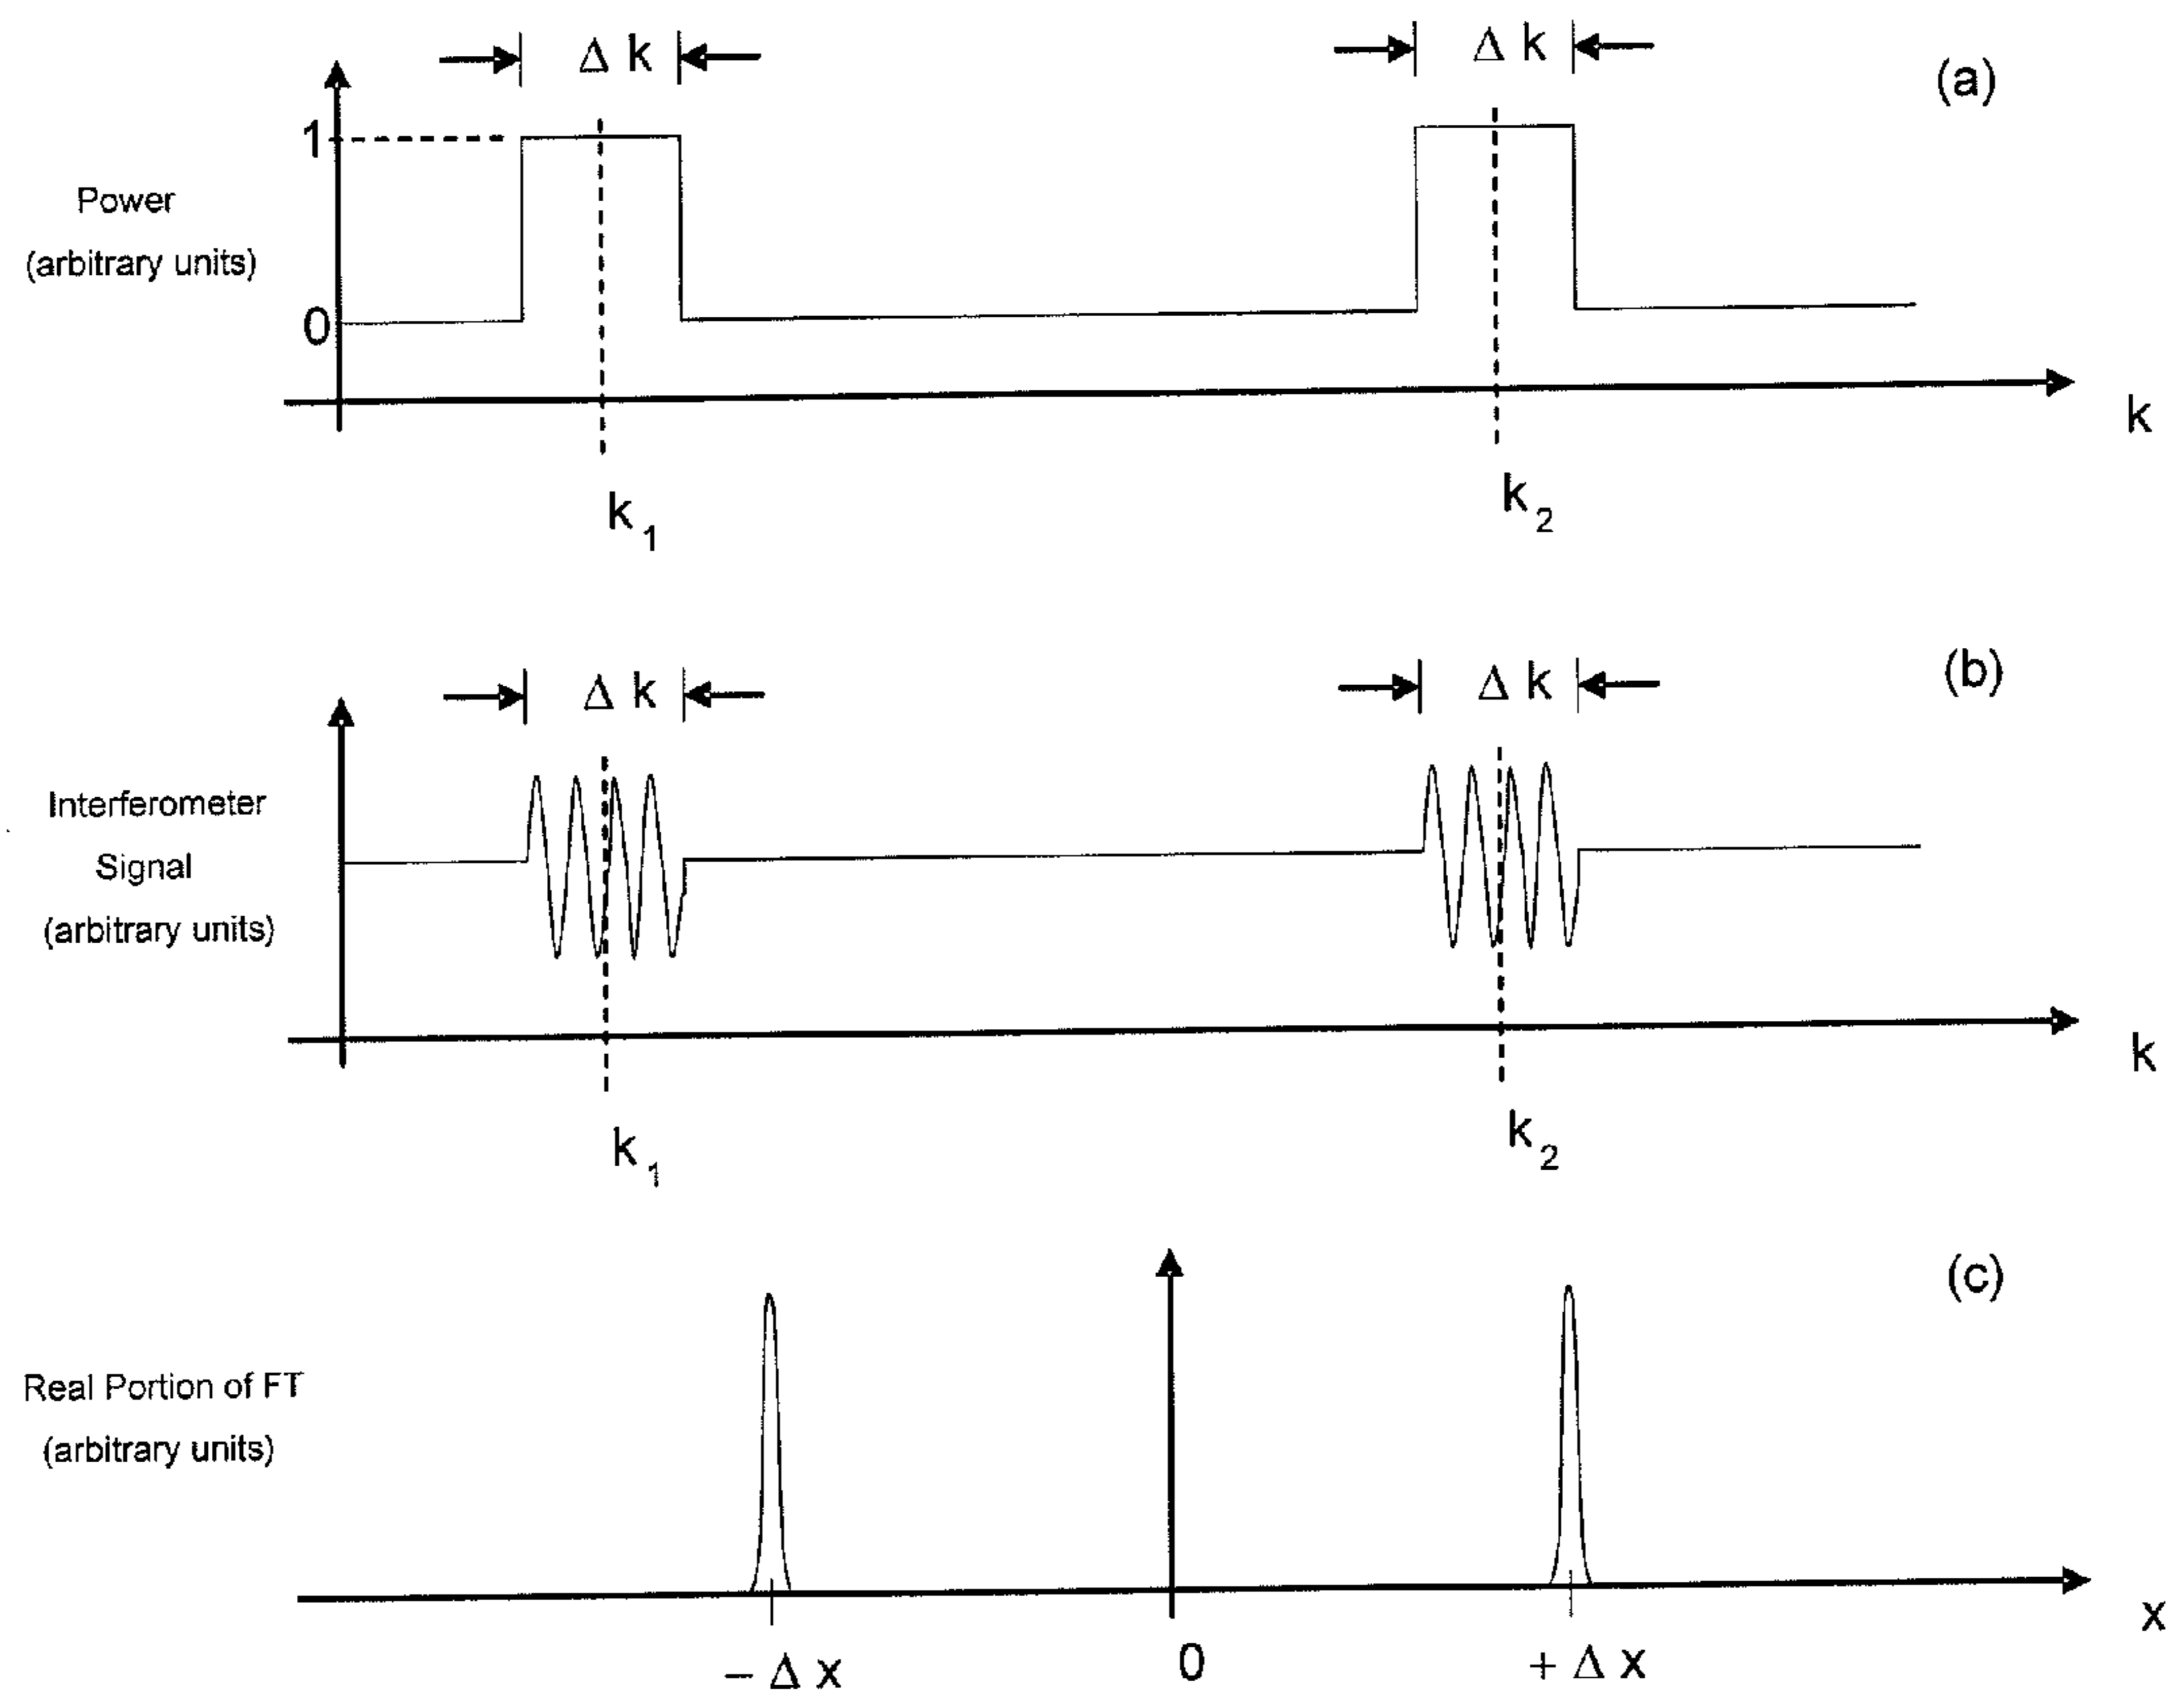 Δ k
Δ k
(a)
1
Power
(arbitrary units)
0
k
k 1
k 2
Δ k
Δ k
(b)
Interferometer
Signal
(arbitrary units)
k
k 1
k 2
(c)
Real Portion of FT
(arbitrary units)
x
– Δ x
0
+ Δ x